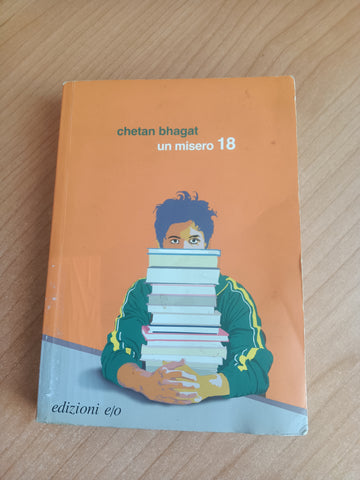 chetan bhagat
un misero 18
edizioni e/o